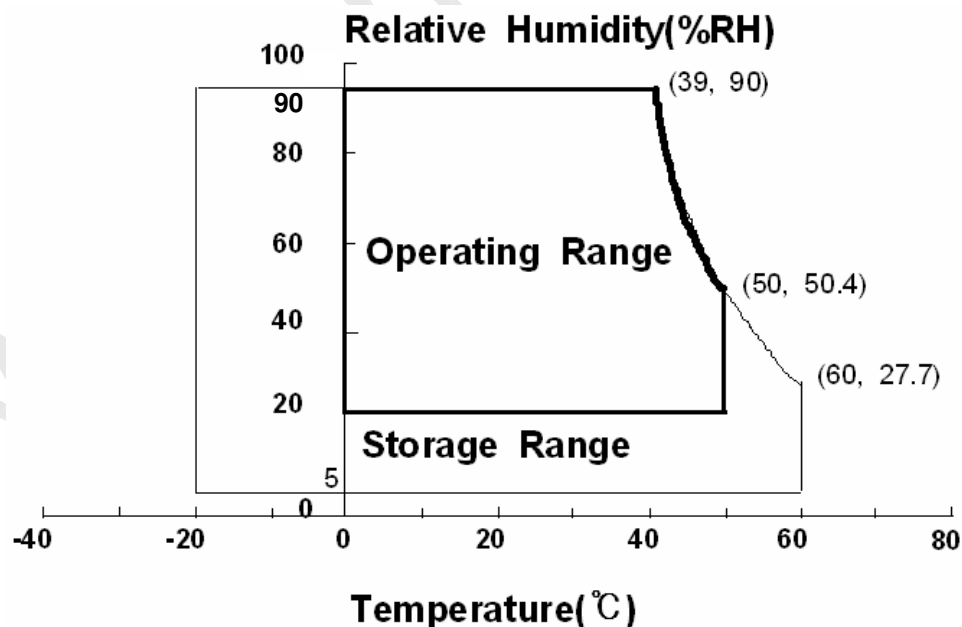 Relative Humidity(%RH)
100
(39, 90)
90
80
60
Operating Range
(50, 50.4)
40
(60, 27.7)
20
Storage Range
5
0
-40 -20 0 20 40 60 80
Temperature(℃)